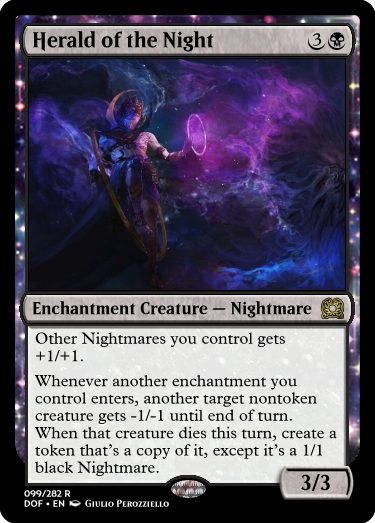 Herald of the Night 3
Enchantment Creature — Nightmare
Other Nightmares you control gets
+1/+1.
Whenever another enchantment you
control enters, another target nontoken
creature gets -1/-1 until end of turn.
When that creature dies this turn, create a
token that's a copy of it, except it's a 1/1
black Nightmare.
3/3
099/282 R
DOF • EN Giulio Perozziello